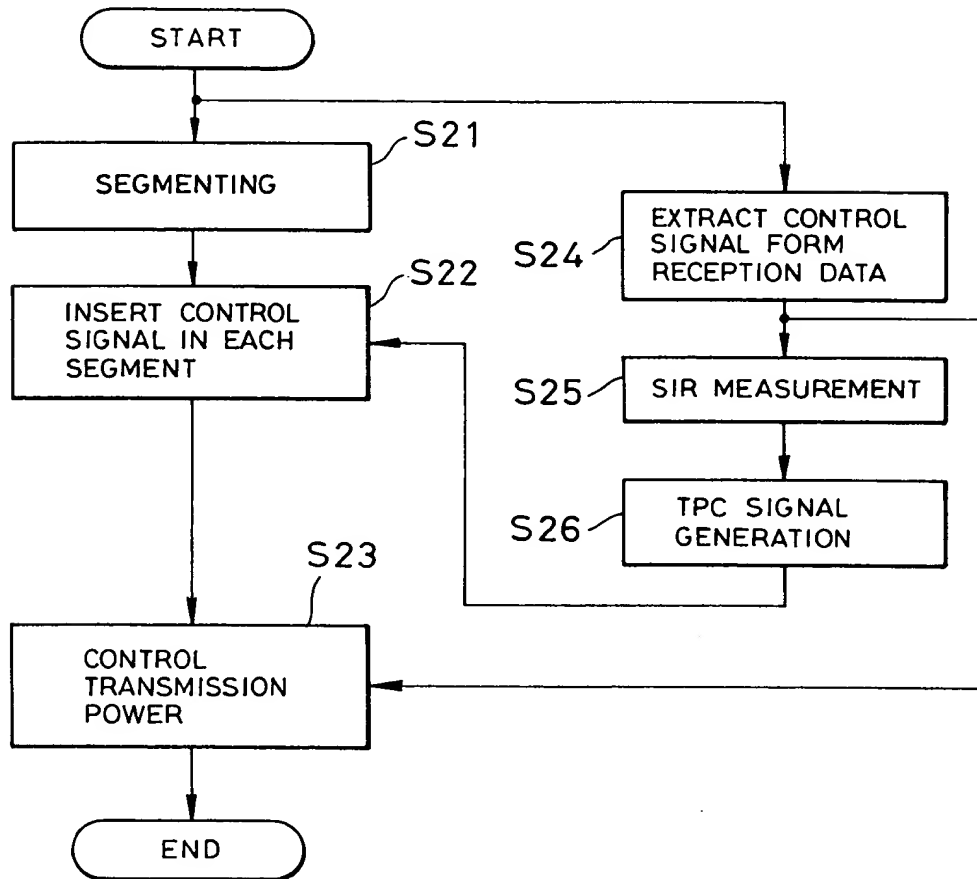 START
S21
SEGMENTING
S22
INSERT CONTROL
SIGNAL IN EACH
SEGMENT
S23
CONTROL
TRANSMISSION
POWER
END
S24
EXTRACT CONTROL
SIGNAL FORM
RECEPTION DATA
S25
SIR MEASUREMENT
S26
TPC SIGNAL
GENERATION